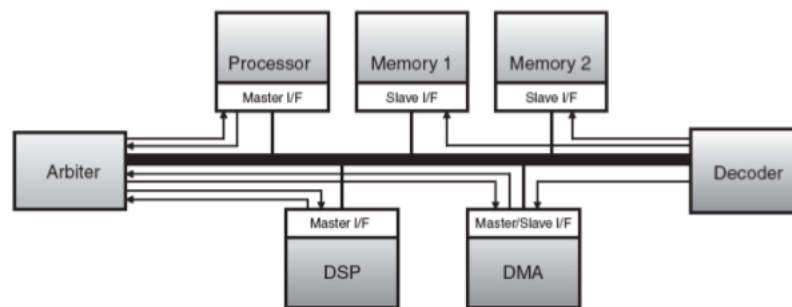 Processor
Master I/F
Memory 1
Slave I/F
Memory 2
Slave I/F
Arbiter
Decoder
Master I/F
DSP
Master/Slave I/F
DMA